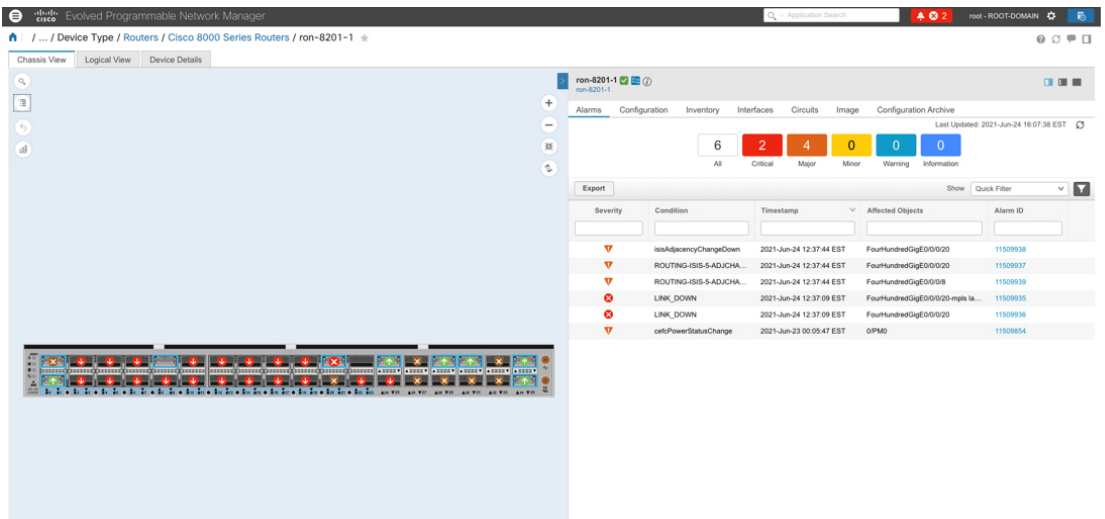 cisco Evolved Programmable Network Manager
Application Search
2
root - ROOT-DOMAIN
/ ... / Device Type / Routers / Cisco 8000 Series Routers / ron-8201-1
Chassis View Logical View Device Details
ron-8201-1
ron-8201-1
Alarms Configuration Inventory Interfaces Circuits Image Configuration Archive
Last Updated: 2021-Jun-24 16:07:38 EST
6 2 4 0 0 0
All Critical Major Minor Warning Information
Export Show Quick Filter
Severity Condition Timestamp Affected Objects Alarm ID
isisAdjacencyChangeDown 2021-Jun-24 12:37:44 EST FourHundredGigE0/0/0/20 11509938
ROUTING-ISIS-5-ADJCHA... 2021-Jun-24 12:37:44 EST FourHundredGigE0/0/0/20 11509937
ROUTING-ISIS-5-ADJCHA... 2021-Jun-24 12:37:44 EST FourHundredGigE0/0/0/8 11509939
LINK_DOWN 2021-Jun-24 12:37:09 EST FourHundredGigE0/0/0/20-mpls la... 11509935
LINK_DOWN 2021-Jun-24 12:37:09 EST FourHundredGigE0/0/0/20 11509936
cefcPowerStatusChange 2021-Jun-23 00:05:47 EST 0/PM0 11509854